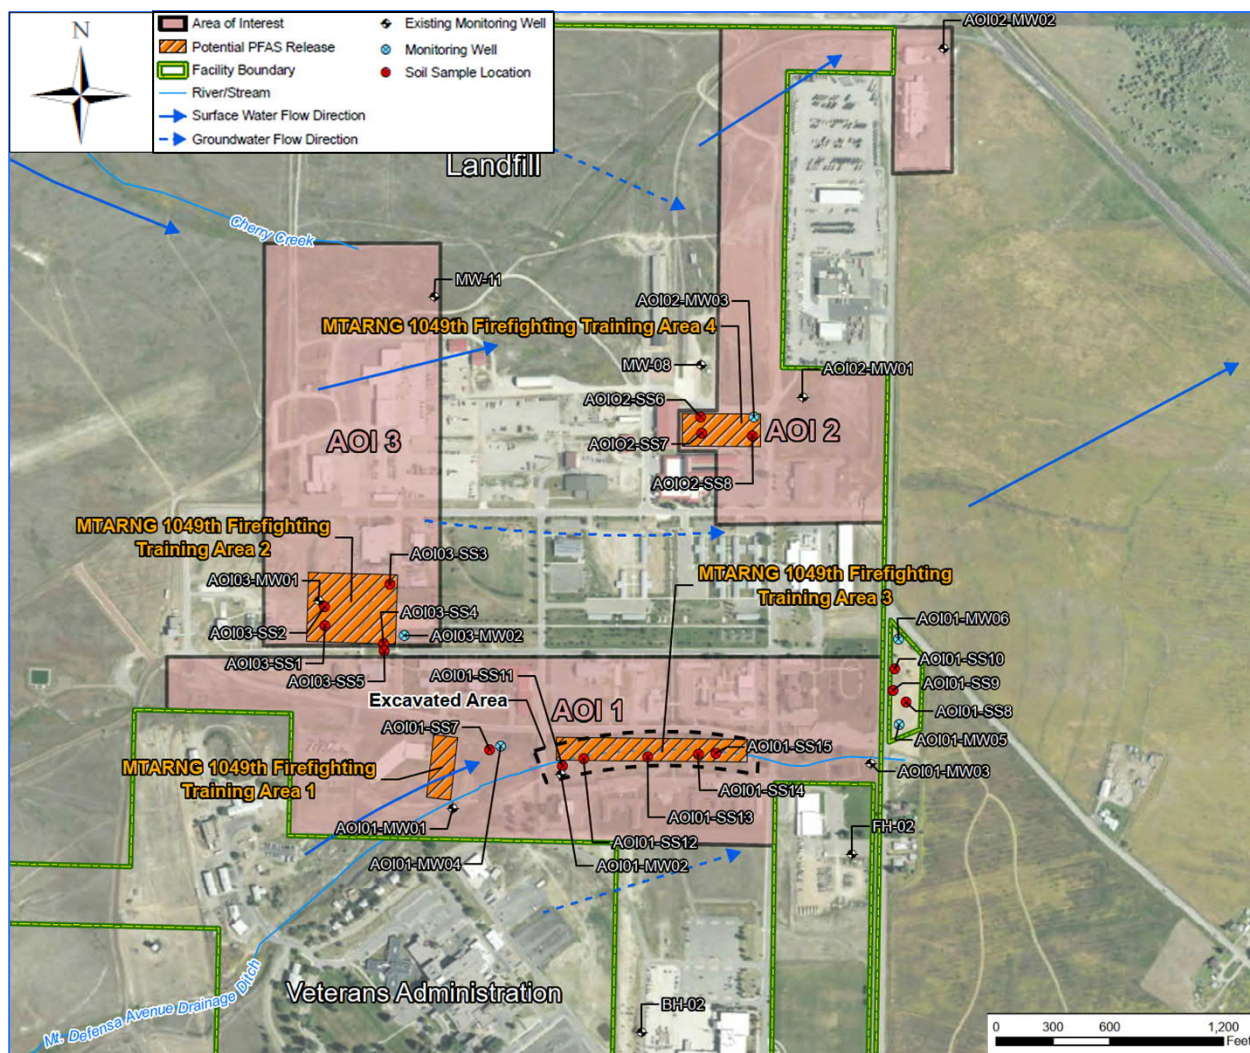 N
Area of Interest
Potential PFAS Release
Facility Boundary
River/Stream
Surface Water Flow Direction
Groundwater Flow Direction
Existing Monitoring Well
Monitoring Well
Soil Sample Location
AOI02-MW02
Landfill
Cherry Creek
MW-11
AOI02-MW03
MTARNG 1049th Firefighting Training Area 4
MW-08
AOI02-MW01
AOIO2-SS6
AOI 3
AOIO2-SS7
AOI 2
AOIO2-SS8
MTARNG 1049th Firefighting
Training Area 2
AOI03-SS3
MTARNG 1049th Firefighting
Training Area 3
AOI03-MW01
AOI03-SS4
AOI03-SS2
AOI03-MW02
AOI01-MW06
AOI03-SS1
AOI01-SS10
AOI03-SS5
AOI01-SS11
AOI01-SS9
Excavated Area
AOI01-SS8
AOI 1
AOI01-MW05
AOI01-SS7
AOI01-SS15
MTARNG 1049th Firefighting
Training Area 1
AOI01-MW03
AOI01-SS14
AOI01-SS13
AOI01-MW01
FH-02
AOI01-SS12
AOI01-MW04
AOI01-MW02
Mt. Defensa Avenue Drainage Ditch
Veterans Administration
BH-02
0 300 600 1,200
Feet